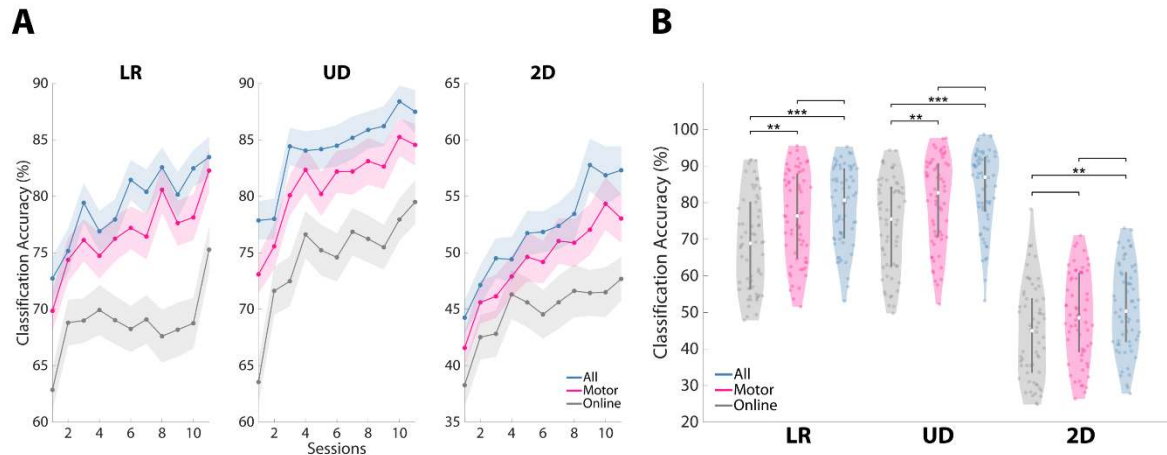 A
LR
UD
2D
Classification Accuracy (%)
90
85
80
75
70
65
60
2 4 6 8 10
90
85
80
75
70
65
60
2 4 6 8 10
65
60
55
50
45
40
35
2 4 6 8 10
Sessions
All
Motor
Online
B
Classification Accuracy (%)
100
90
80
70
60
50
40
30
20
***
**
***
**
**
All
Motor
Online
LR
UD
2D